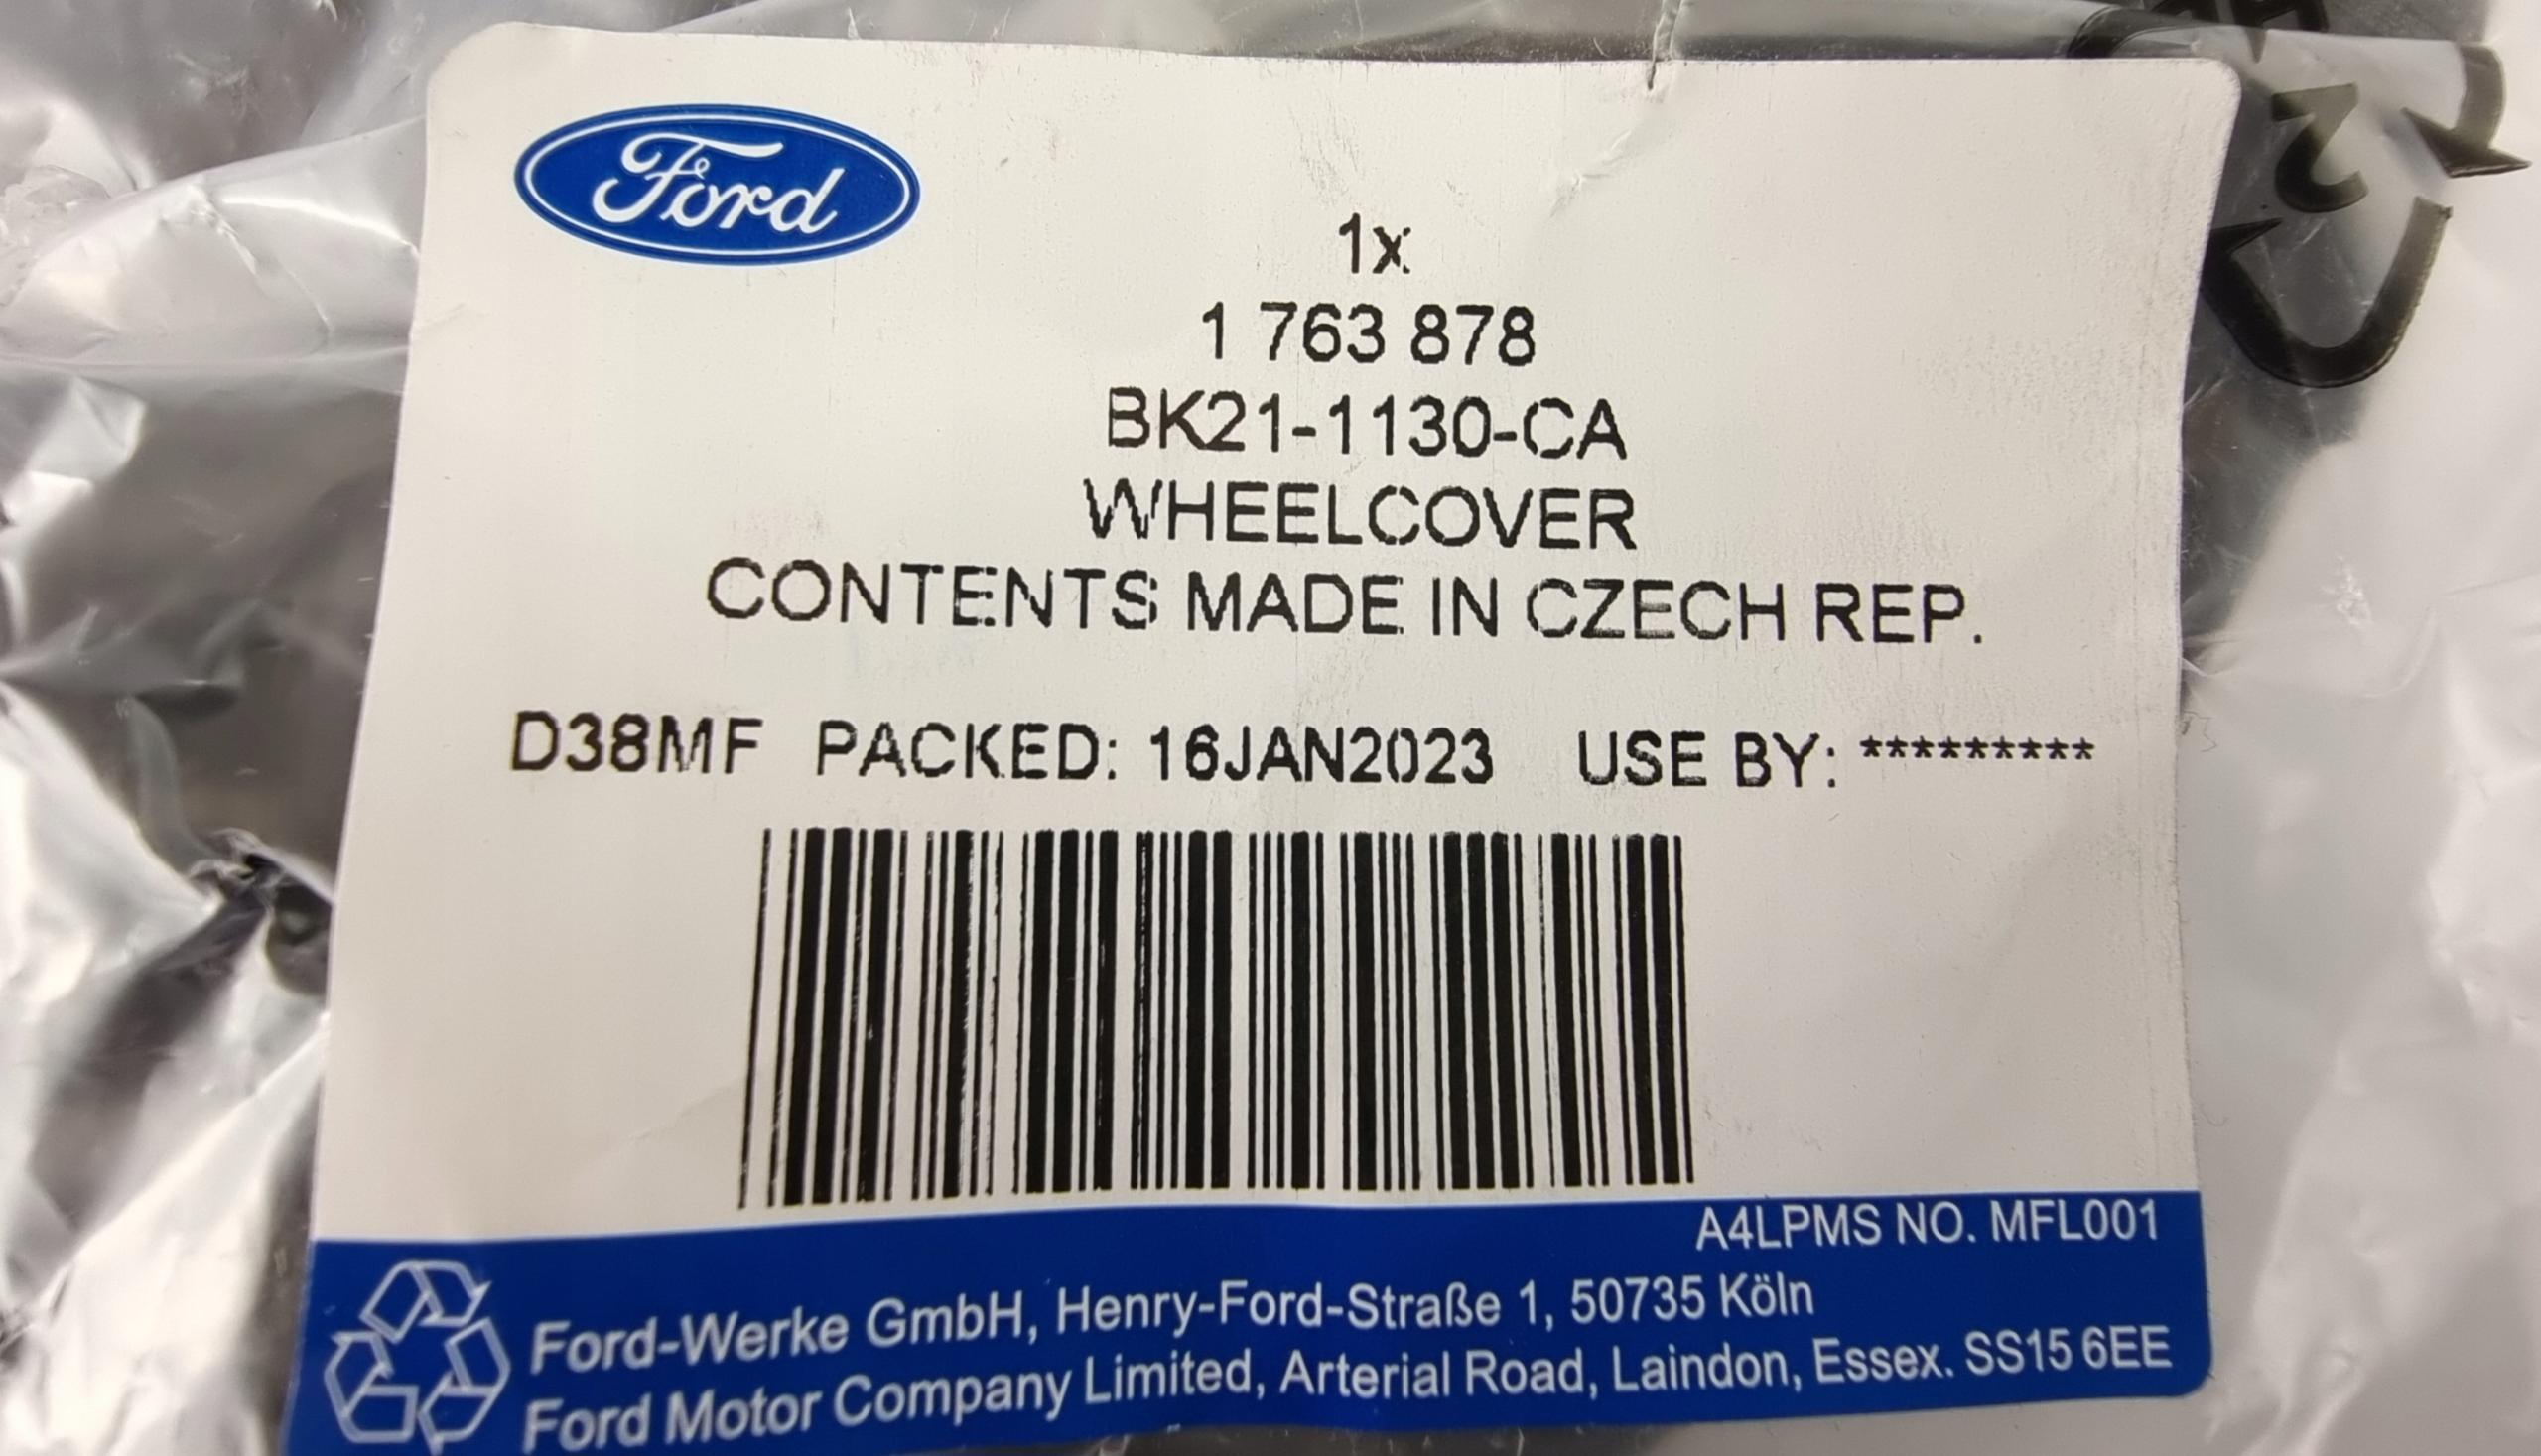 Ford
1x
1 763 878
BK21-1130-CA
WHEELCOVER
CONTENTS MADE IN CZECH REP.
D38MF PACKED: 16JAN2023 USE BY: *********
A4LPMS NO. MFL001
Ford-Werke GmbH, Henry-Ford-Straße 1, 50735 Köln
Ford Motor Company Limited, Arterial Road, Laindon, Essex. SS15 6EE
2